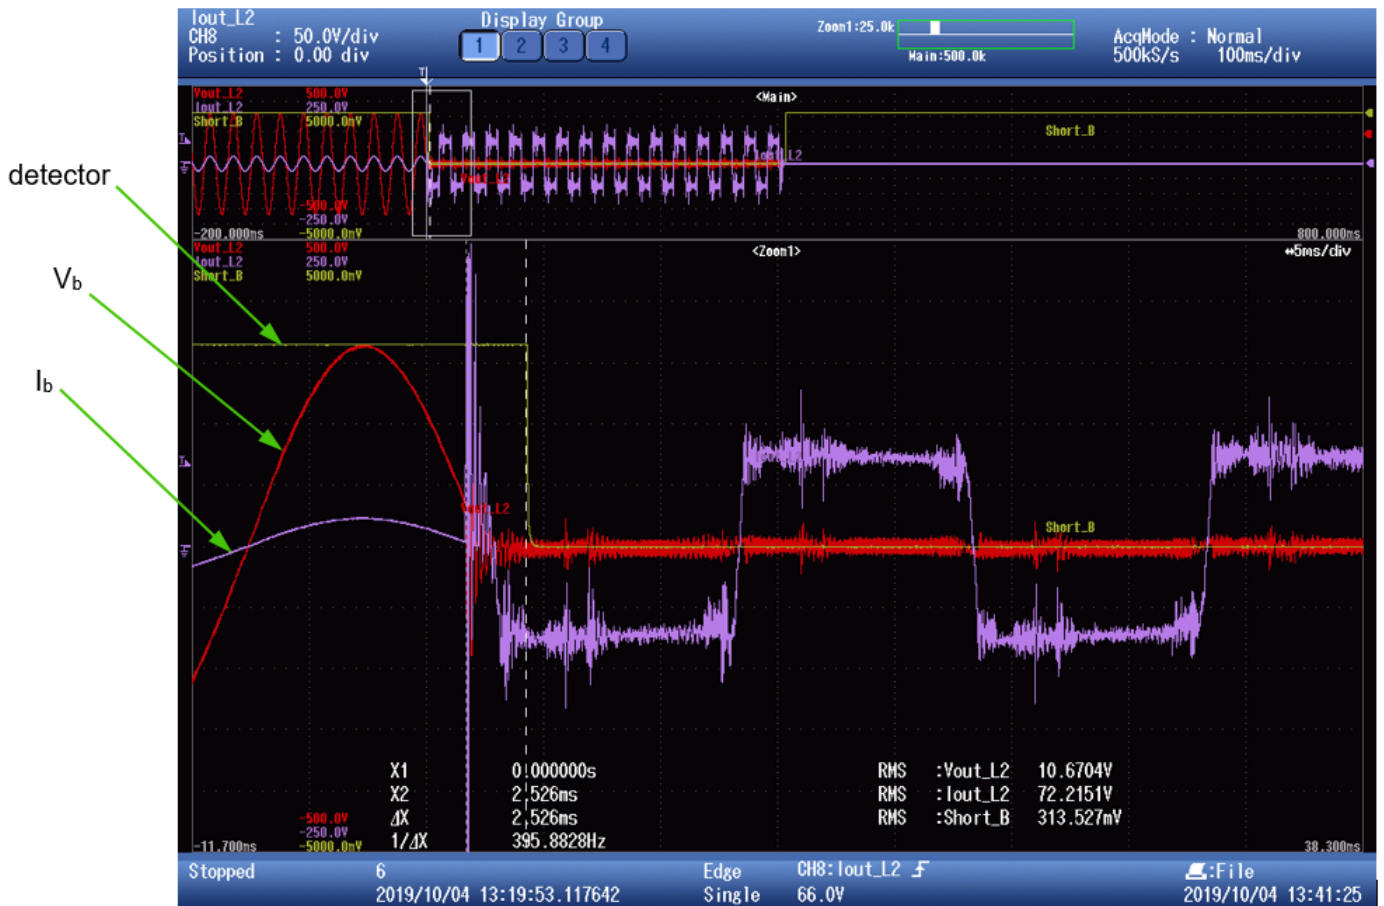 Iout_L2
CH8 : 50.0V/div
Position : 0.00 div
Display Group
1 2 3 4
Zoom1:25.0k
Main:500.0k
AcqMode : Normal
500kS/s 100ms/div
T
<Main>
Vout_L2 500.0V
Iout_L2 250.0V
Short_B 5000.0mV
Short_B
Iout_L2
Vout_L2
-500.0V
-250.0V
-200.000ms -5000.0mV
800.000ms
detector
Vb
Ib
<Zoom1>
↔5ms/div
Vout_L2 500.0V
Iout_L2 250.0V
Short_B 5000.0mV
Vout_L2
Short_B
X1 0.000000s
X2 2.526ms
ΔX 2.526ms
1/ΔX 395.8828Hz
RMS :Vout_L2 10.6704V
RMS :Iout_L2 72.2151V
RMS :Short_B 313.527mV
-500.0V
-250.0V
-11.700ms -5000.0mV
38.300ms
Stopped 6
2019/10/04 13:19:53.117642
Edge CH8:Iout_L2
Single 66.0V
:File
2019/10/04 13:41:25